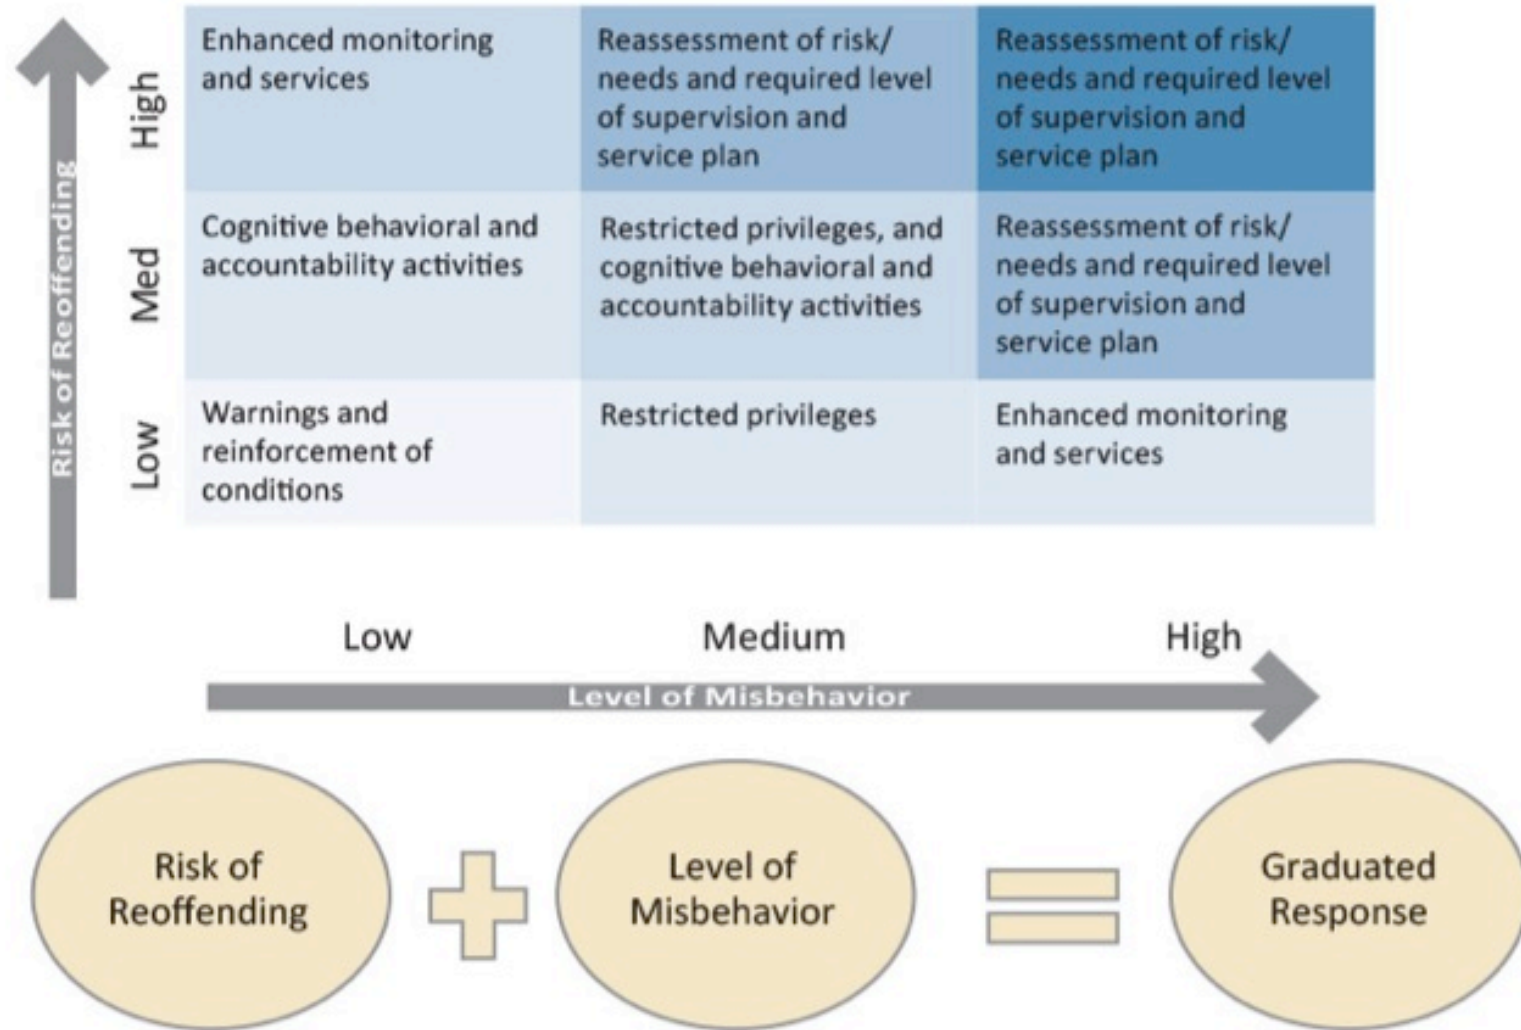 Risk of Reoffending
High
Enhanced monitoring
and services
Reassessment of risk/
needs and required level
of supervision and
service plan
Reassessment of risk/
needs and required level
of supervision and
service plan
Med
Cognitive behavioral and
accountability activities
Restricted privileges, and
cognitive behavioral and
accountability activities
Reassessment of risk/
needs and required level
of supervision and
service plan
Low
Warnings and
reinforcement of
conditions
Restricted privileges
Enhanced monitoring
and services
Low
Medium
High
Level of Misbehavior
Risk of
Reoffending
Level of
Misbehavior
Graduated
Response